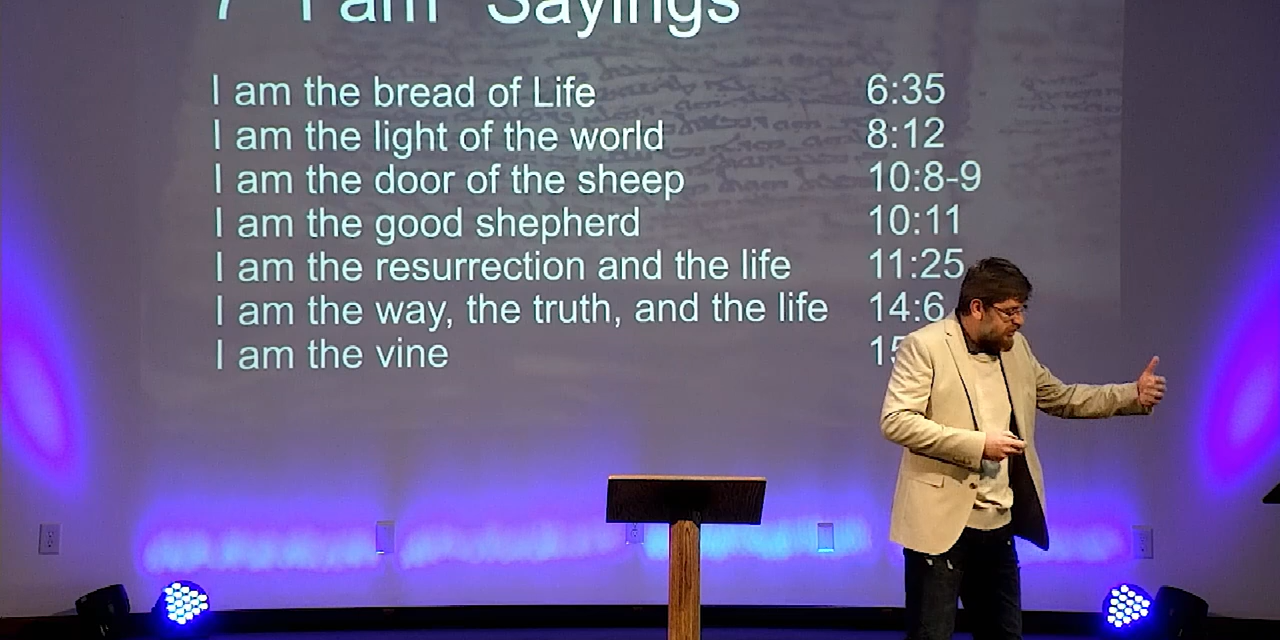 7 "I am" Sayings
I am the bread of Life 6:35
I am the light of the world 8:12
I am the door of the sheep 10:8-9
I am the good shepherd 10:11
I am the resurrection and the life 11:25
I am the way, the truth, and the life 14:6
I am the vine